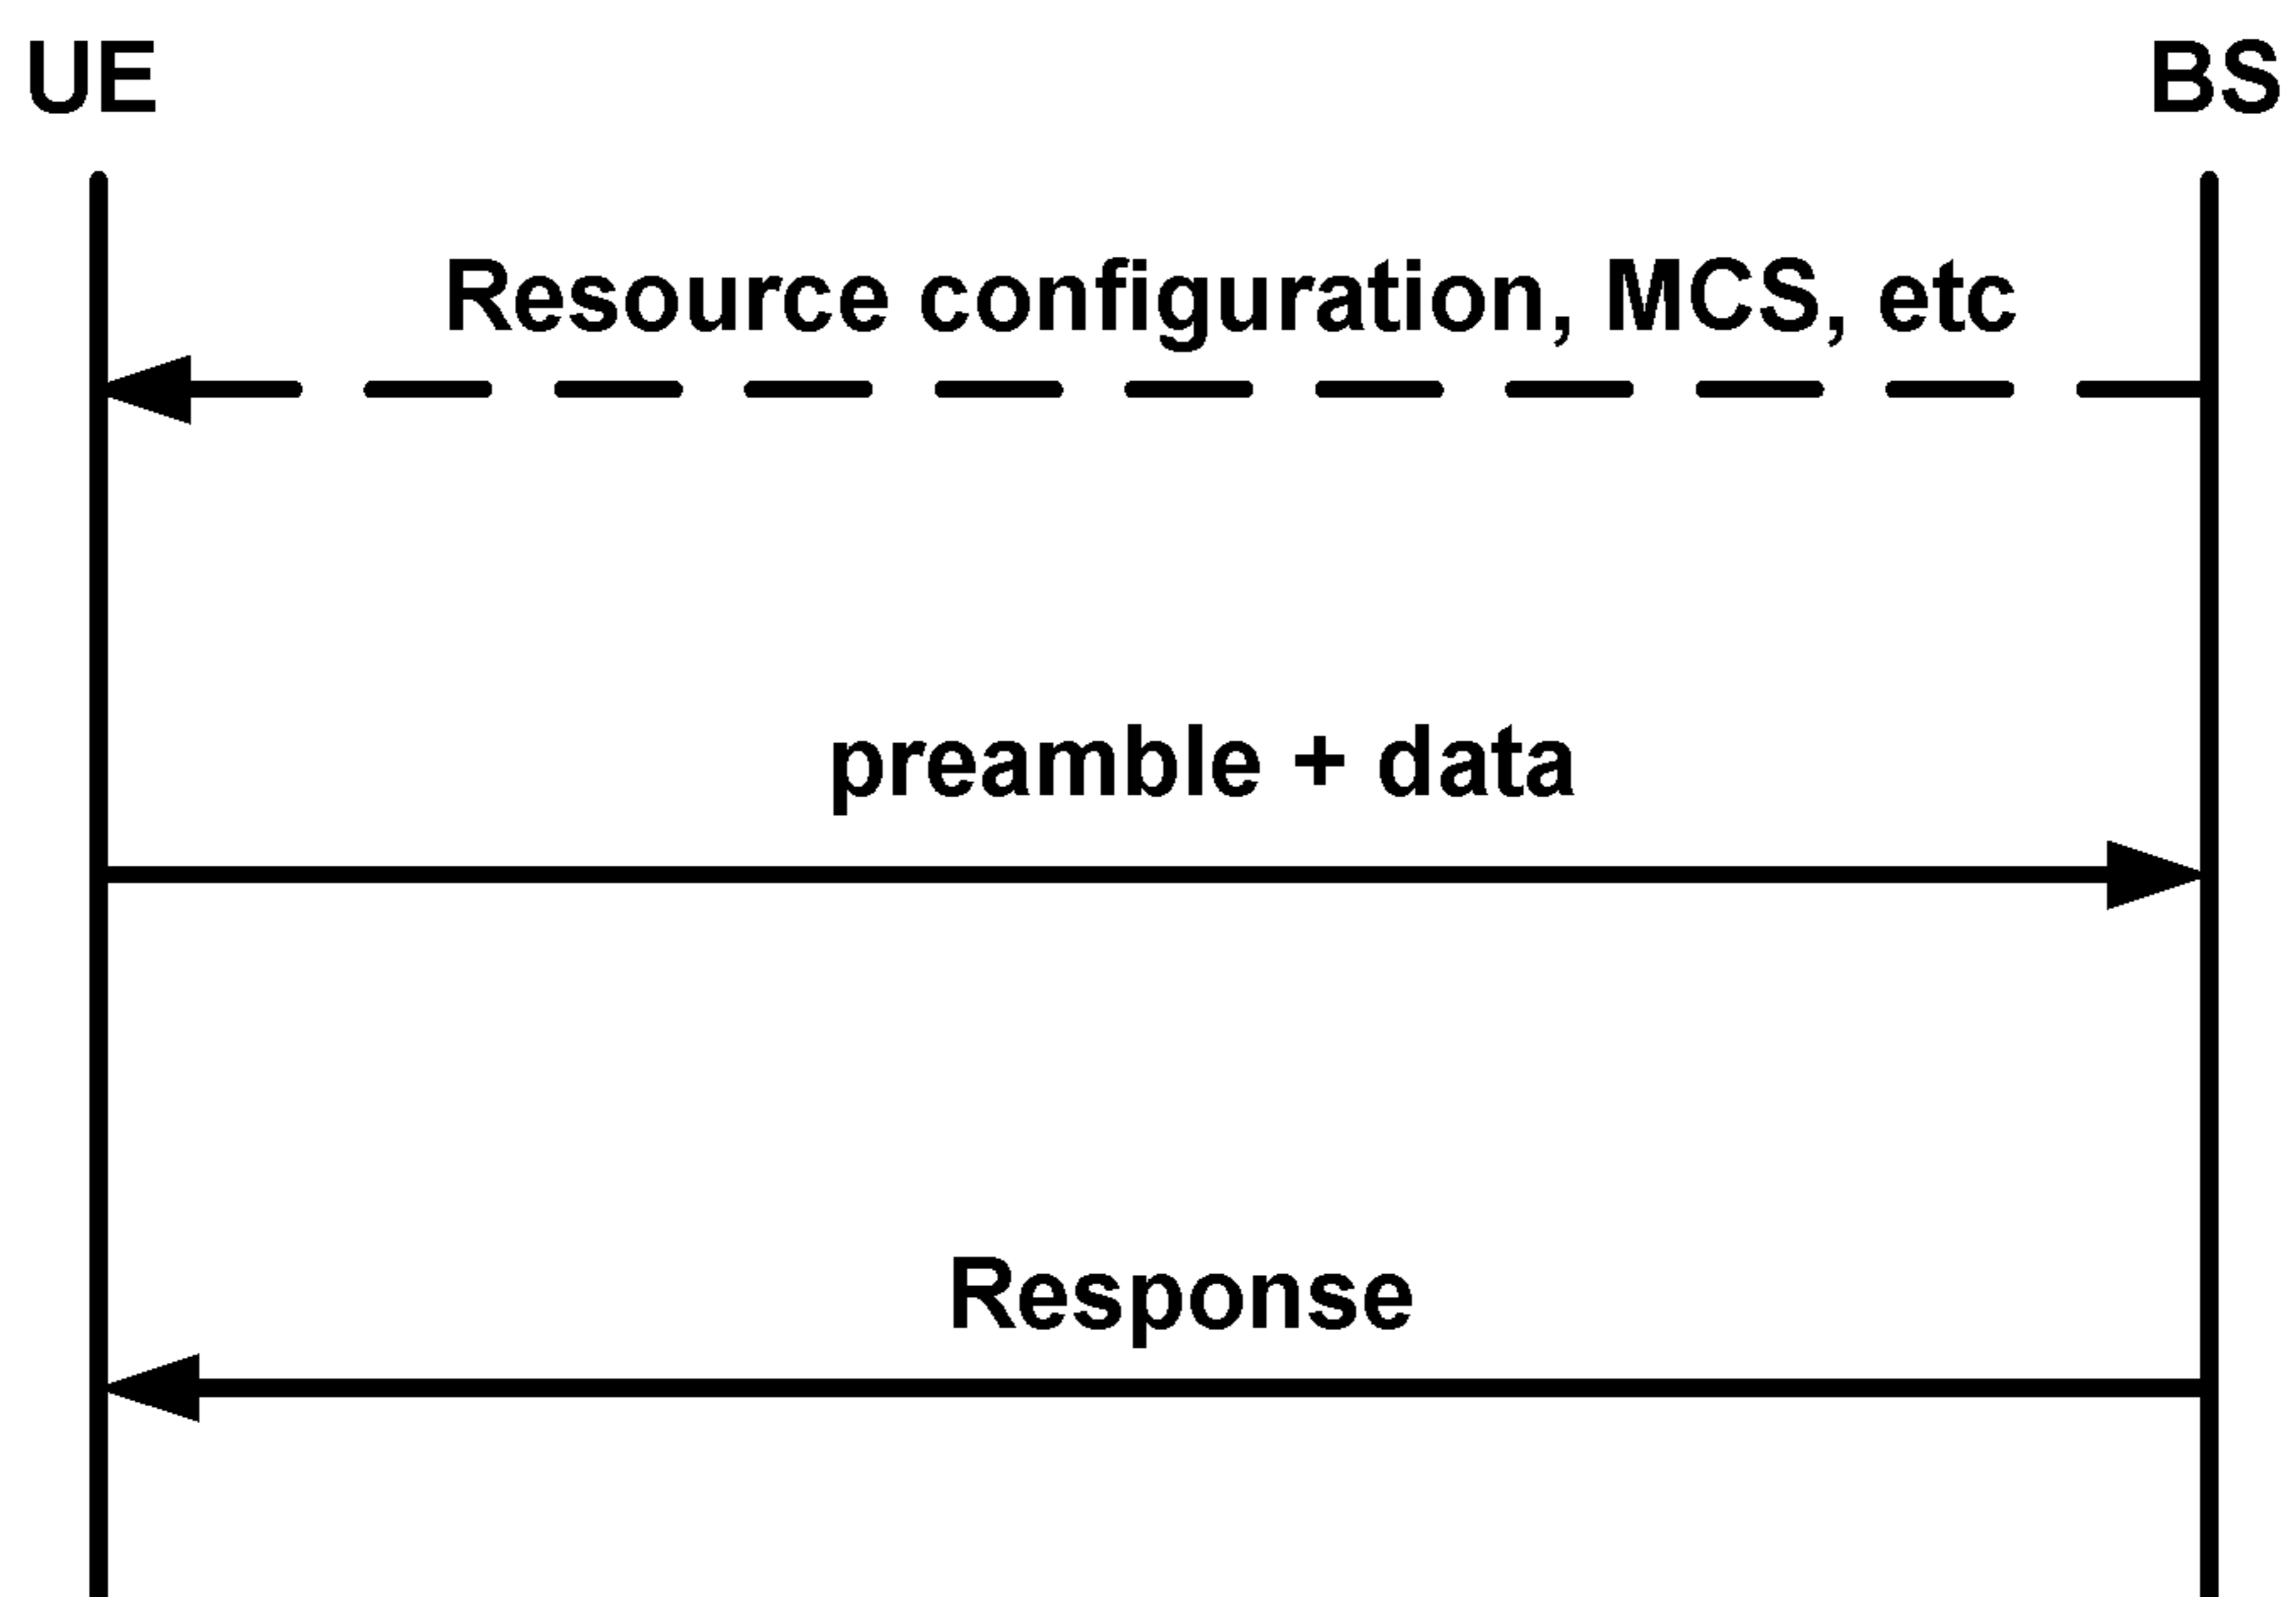 UE BS
Resource configuration, MCS, etc
preamble + data
Response